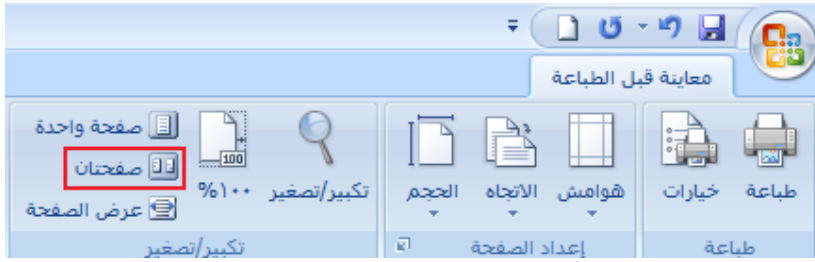 معاينة قبل الطباعة
طباعة
خيارات
طباعة
هوامش
الاتجاه
الحجم
إعداد الصفحة
تكبير/تصغير
100
١٠٠%
صفحة واحدة
صفحتان
عرض الصفحة
تكبير/تصغير